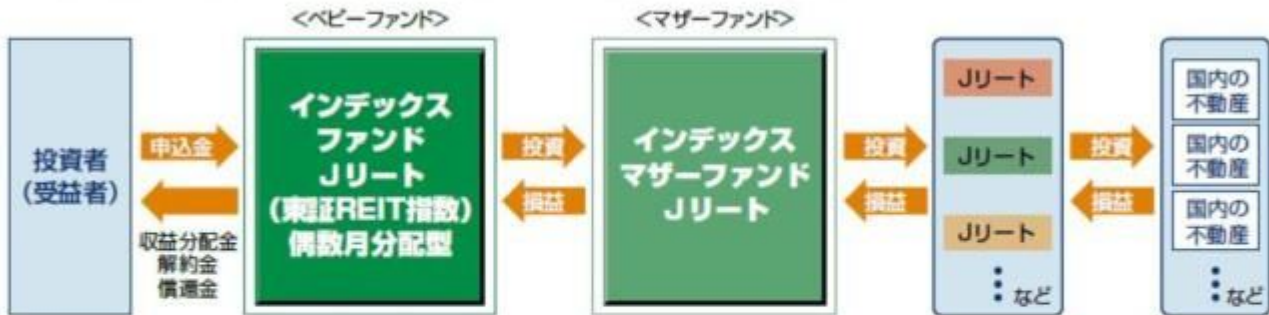 <ベビーファンド>
<マザーファンド>
投資者
(受益者)
申込金
収益分配金
解約金
償還金
インデックス
ファンド
Jリート
(東証REIT指数)
偶数月分配型
投資
損益
インデックス
マザーファンド
Jリート
投資
損益
Jリート
Jリート
Jリート
など
投資
損益
国内の
不動産
国内の
不動産
国内の
不動産
など